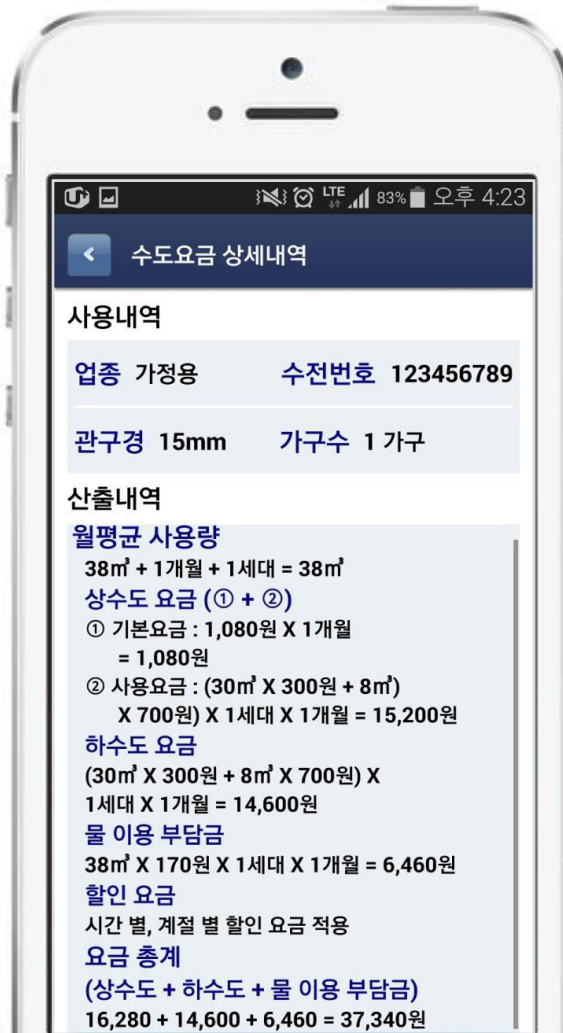 LTE 83% 오후 4:23
수도요금 상세내역
사용내역
업종 가정용 수전번호 123456789
관구경 15mm 가구수 1 가구
산출내역
월평균 사용량
38㎥ + 1개월 + 1세대 = 38㎥
상수도 요금 (① + ②)
① 기본요금 : 1,080원 X 1개월
= 1,080원
② 사용요금 : (30㎥ X 300원 + 8㎥)
X 700원) X 1세대 X 1개월 = 15,200원
하수도 요금
(30㎥ X 300원 + 8㎥ X 700원) X
1세대 X 1개월 = 14,600원
물 이용 부담금
38㎥ X 170원 X 1세대 X 1개월 = 6,460원
할인 요금
시간 별, 계절 별 할인 요금 적용
요금 총계
(상수도 + 하수도 + 물 이용 부담금)
16,280 + 14,600 + 6,460 = 37,340원